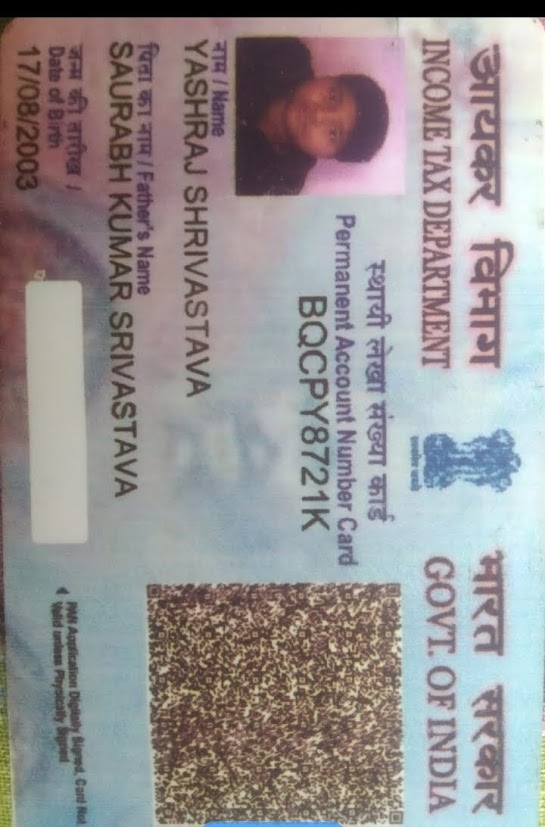 आयकर विभाग
INCOME TAX DEPARTMENT
भारत सरकार
GOVT. OF INDIA
स्थायी लेखा संख्या कार्ड
Permanent Account Number Card
BQCPY8721K
नाम / Name
YASHRAJ SHRIVASTAVA
पिता का नाम / Father's Name
SAURABH KUMAR SRIVASTAVA
जन्म की तारीख /
Date of Birth
17/08/2003
PAN Application Digitally Signed, Card Not
Valid unless Physically Signed